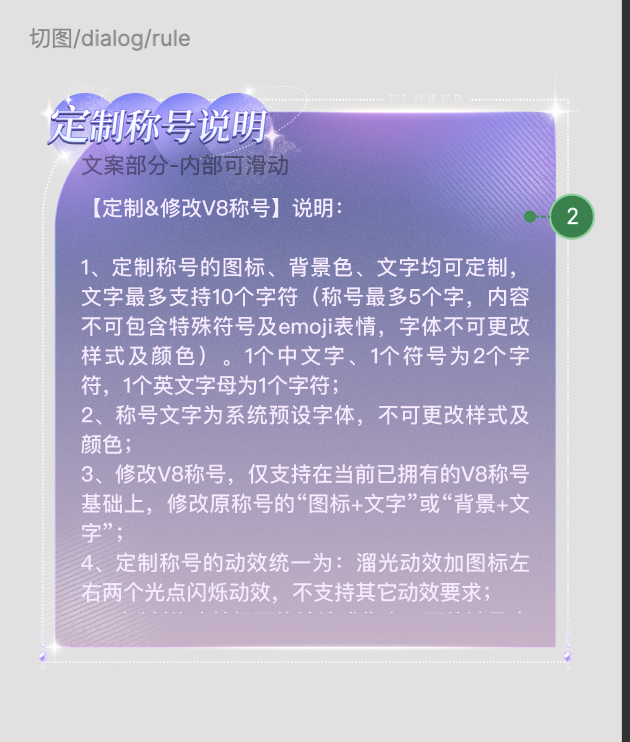 切图/dialog/rule
FLOWER
定制称号说明
文案部分-内部可滑动
【定制&修改V8称号】说明：
2
1、定制称号的图标、背景色、文字均可定制，
文字最多支持10个字符（称号最多5个字，内容
不可包含特殊符号及emoji表情，字体不可更改
样式及颜色）。1个中文字、1个符号为2个字
符，1个英文字母为1个字符；
2、称号文字为系统预设字体，不可更改样式及
颜色；
3、修改V8称号，仅支持在当前已拥有的V8称号
基础上，修改原称号的“图标+文字”或“背景+文
字”；
4、定制称号的动效统一为：溜光动效加图标左
右两个光点闪烁动效，不支持其它动效要求；